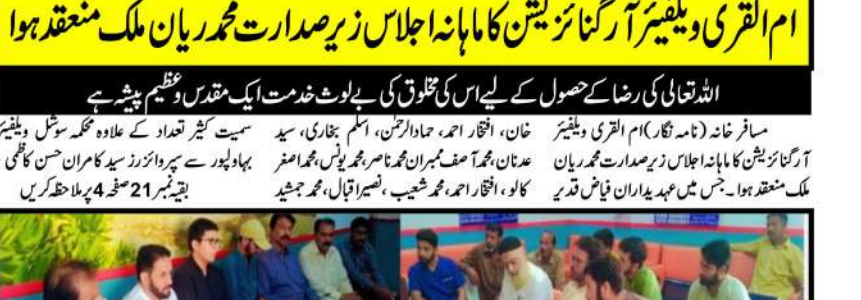 ام القری ویلفیئر آرگنائزیشن کا ماہانہ اجلاس زیر صدارت محمد ریان ملک منعقد ہوا
اللہ تعالی کی رضا کے حصول کے لیے اس کی مخلوق کی بے لوث خدمت ایک مقدس و عظیم پیشہ ہے
مسافر خانہ (نامہ نگار) ام القری ویلفیئر
آرگنائزیشن کا ماہانہ اجلاس زیر صدارت محمد ریان
ملک منعقد ہوا۔ جس میں عہدیداران فیاض قدیر
خان، افتخار احمد، حماد الرحمٰن، اسلم بخاری، سید
عدنان، محمد آصف ممبران محمد ناصر، محمد یونس، محمد اصغر
کالو، افتخار احمد، محمد شعیب، نصیر اقبال، محمد جمشید
سمیت کثیر تعداد کے علاوہ محکمہ سوشل ویلفیئر
بہاولپور سے سپروائزرز سید کامران حسن کاظمی
بقیہ نمبر 21 صفحہ 4 پر ملاحظہ کریں